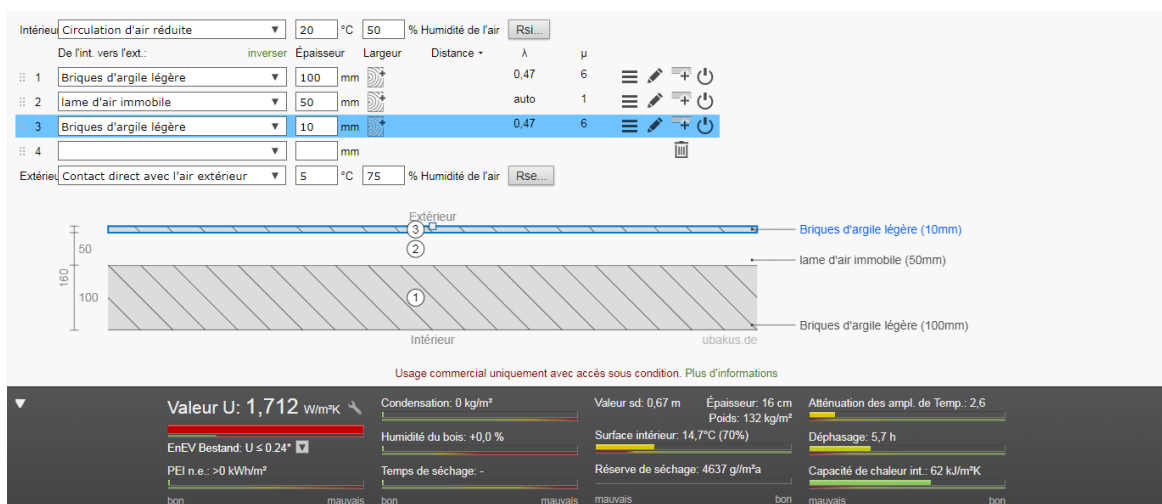 Intérieu Circulation d'air réduite ▼ 20 °C 50 % Humidité de l'air Rsi...
De l'int. vers l'ext.: inverser Épaisseur Largeur Distance λ μ
1 Briques d'argile légère ▼ 100 mm 0,47 6
2 lame d'air immobile ▼ 50 mm auto 1
3 Briques d'argile légère ▼ 10 mm 0,47 6
4 ▼ mm
Extérieu Contact direct avec l'air extérieur ▼ 5 °C 75 % Humidité de l'air Rse...
Extérieur
3 Briques d'argile légère (10mm)
50 2
lame d'air immobile (50mm)
160
100 1
Briques d'argile légère (100mm)
Intérieur ubakus.de
Usage commercial uniquement avec accès sous condition. Plus d'informations
Valeur U: 1,712 W/m²K Condensation: 0 kg/m² Valeur sd: 0,67 m Épaisseur: 16 cm Atténuation des ampl. de Temp.: 2,6
Poids: 132 kg/m²
EnEV Bestand: U ≤ 0.24* Humidité du bois: +0,0 % Surface intérieur: 14,7°C (70%) Déphasage: 5,7 h
PEI n.e.: >0 kWh/m² Temps de séchage: - Réserve de séchage: 4637 g//m²a Capacité de chaleur int.: 62 kJ/m²K
bon mauvais bon mauvais mauvais bon mauvais bon